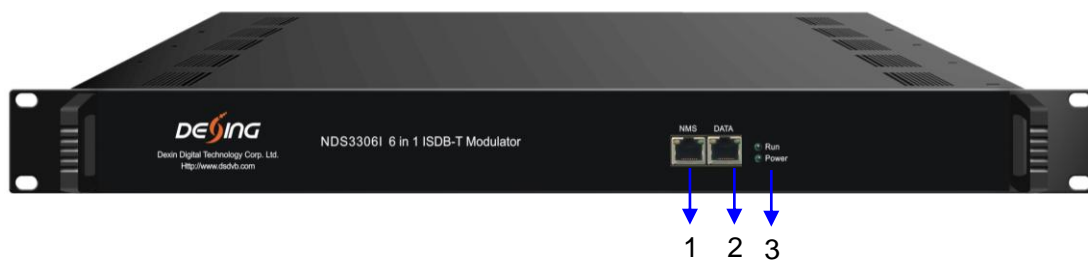 DESING
Dexin Digital Technology Corp. Ltd.
Http://www.dsdvb.com
NDS3306I 6 in 1 ISDB-T Modulator
NMS DATA
Run
Power
1 2 3